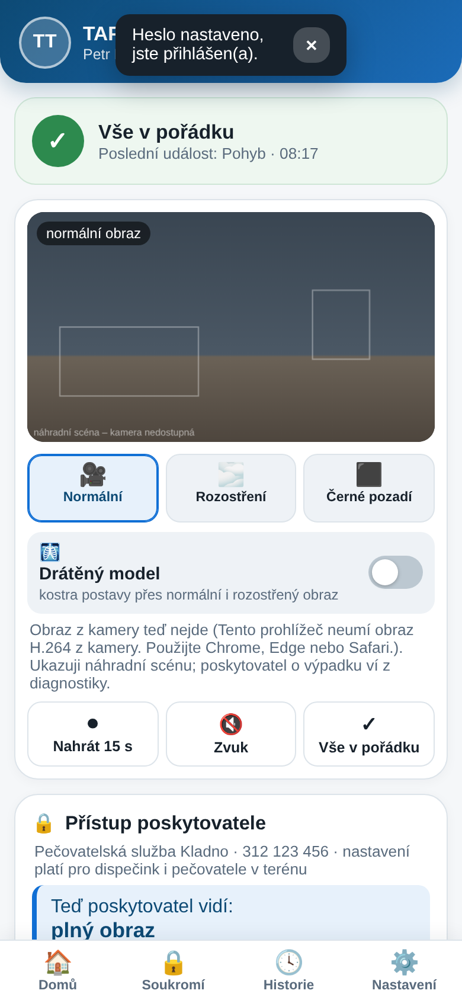 TT
Petr
Heslo nastaveno,
jste přihlášen(a).
×
✓
Vše v pořádku
Poslední událost: Pohyb · 08:17
normální obraz
náhradní scéna – kamera nedostupná
Normální
Rozostření
Černé pozadí
Drátěný model
kostra postavy přes normální i rozostřený obraz
Obraz z kamery teď nejde (Tento prohlížeč neumí obraz
H.264 z kamery. Použijte Chrome, Edge nebo Safari.).
Ukazuji náhradní scénu; poskytovatel o výpadku ví z
diagnostiky.
Nahrát 15 s
Zvuk
✓
Vše v pořádku
Přístup poskytovatele
Pečovatelská služba Kladno · 312 123 456 · nastavení
platí pro dispečink i pečovatele v terénu
Teď poskytovatel vidí:
plný obraz
Domů
Soukromí
Historie
Nastavení